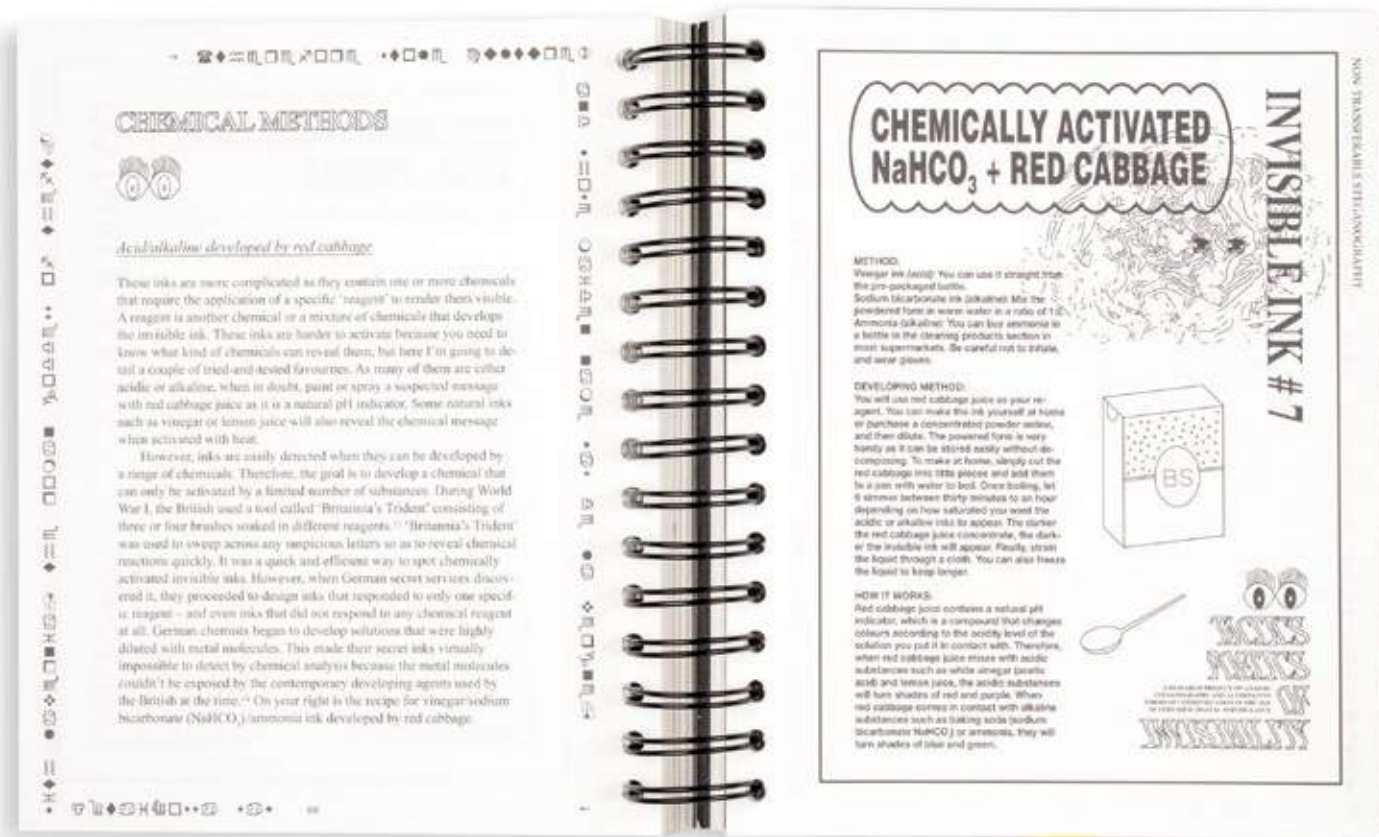 CHEMICAL METHODS
Acid/alkaline developed by red cabbage
These inks are more complicated as they contain one or more chemicals
that require the application of a specific 'reagent' to render them visible.
A reagent is another chemical or a mixture of chemicals that develops
the invisible ink. These inks are harder to activate because you need to
know what kind of chemicals can reveal them, but here I'm going to de-
tail a couple of tried-and-tested favourites. As many of them are either
acidic or alkaline, when in doubt, paint or spray a suspected message
with red cabbage juice as it is a natural pH indicator. Some natural inks
such as vinegar or lemon juice will also reveal the chemical message
when activated with heat.
However, inks are easily detected when they can be developed by
a range of chemicals. Therefore, the goal is to develop a chemical that
can only be activated by a limited number of substances. During World
War I, the British used a tool called 'Britannia's Trident' consisting of
three or four brushes soaked in different reagents. 'Britannia's Trident'
was used to sweep across any suspicious letters so as to reveal chemical
reactions quickly. It was a quick and efficient way to spot chemically
activated invisible inks. However, when German secret services discov-
ered it, they proceeded to design inks that responded to only one specif-
ic reagent – and even inks that did not respond to any chemical reagent
at all. German chemists began to develop solutions that were highly
diluted with metal molecules. This made their secret inks virtually
impossible to detect by chemical analysis because the metal molecules
couldn't be exposed by the contemporary developing agents used by
the British at the time. On your right is the recipe for vinegar/sodium
bicarbonate (NaHCO₃)/ammonia ink developed by red cabbage.
CHEMICALLY ACTIVATED
NaHCO₃ + RED CABBAGE
INVISIBLE INK #7
NON-TRANSFERABLE STEGANOGRAPHY
METHOD:
Vinegar ink (acid): You can use it straight from
the pre-packaged bottle.
Sodium bicarbonate ink (alkaline): Mix the
powdered form in warm water in a ratio of
Ammonia (alkaline): You can buy ammonia in
a bottle in the cleaning products section in
most supermarkets. Be careful not to inhale,
and wear gloves.
DEVELOPING METHOD:
You will use red cabbage juice as your re-
agent. You can make the ink yourself at home
or purchase a concentrated powder online,
and then dilute. The powered form is very
handy as it can be stored easily without de-
composing. To make at home, simply cut the
red cabbage into little pieces and add them
to a pan with water to boil. Once boiling, let
it simmer between thirty minutes to an hour
depending on how saturated you want the
acidic or alkaline inks to appear. The darker
the red cabbage juice concentrate, the dark-
er the invisible ink will appear. Finally, strain
the liquid through a cloth. You can also freeze
the liquid to keep longer.
HOW IT WORKS:
Red cabbage juice contains a natural pH
indicator, which is a compound that changes
colours according to the acidity level of the
solution you put it in contact with. Therefore,
when red cabbage juice mixes with acidic
substances such as white vinegar (acetic
acid) and lemon juice, the acidic substances
will turn shades of red and purple. When
red cabbage comes in contact with alkaline
substances such as baking soda (sodium
bicarbonate NaHCO₃) or ammonia, they will
turn shades of blue and green.
BS
OF